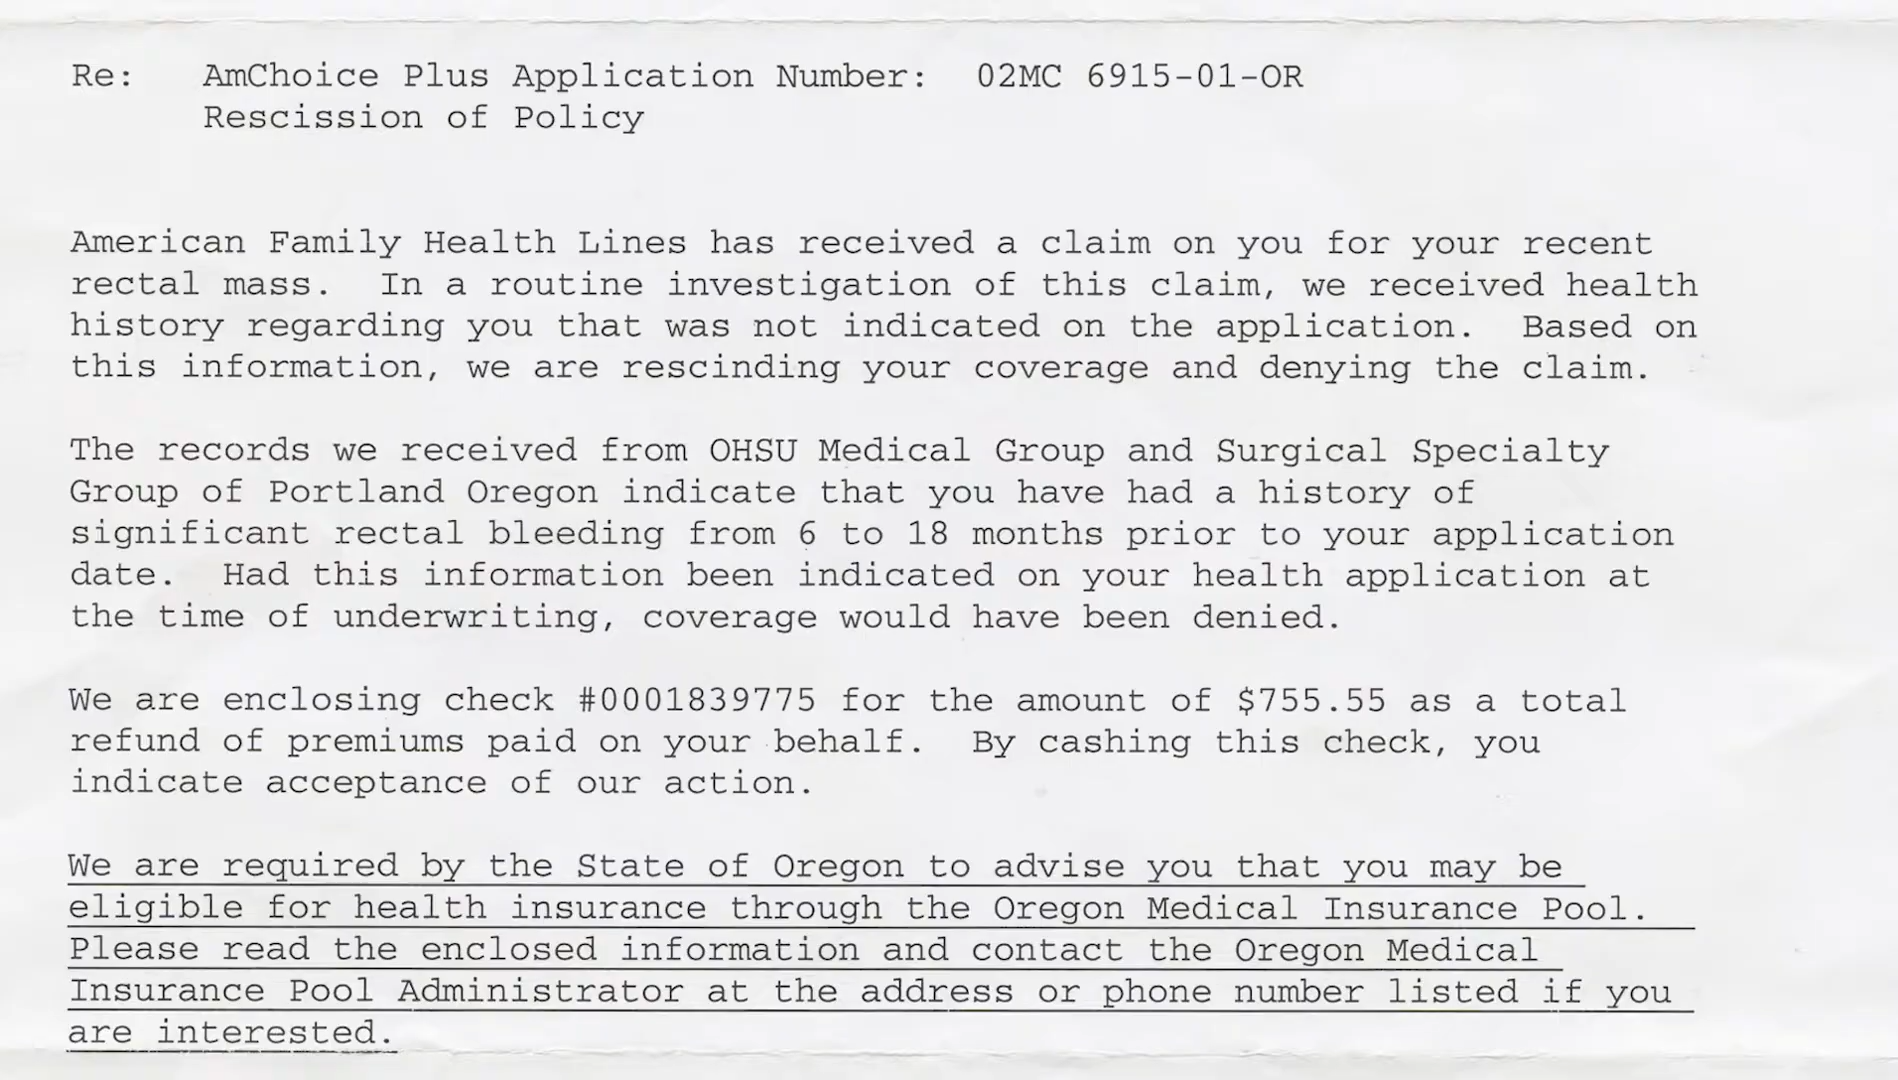 Re: AmChoice Plus Application Number: 02MC 6915-01-OR
Rescission of Policy
American Family Health Lines has received a claim on you for your recent
rectal mass. In a routine investigation of this claim, we received health
history regarding you that was not indicated on the application. Based on
this information, we are rescinding your coverage and denying the claim.
The records we received from OHSU Medical Group and Surgical Specialty
Group of Portland Oregon indicate that you have had a history of
significant rectal bleeding from 6 to 18 months prior to your application
date. Had this information been indicated on your health application at
the time of underwriting, coverage would have been denied.
We are enclosing check #0001839775 for the amount of $755.55 as a total
refund of premiums paid on your behalf. By cashing this check, you
indicate acceptance of our action.
We are required by the State of Oregon to advise you that you may be
eligible for health insurance through the Oregon Medical Insurance Pool.
Please read the enclosed information and contact the Oregon Medical
Insurance Pool Administrator at the address or phone number listed if you
are interested.